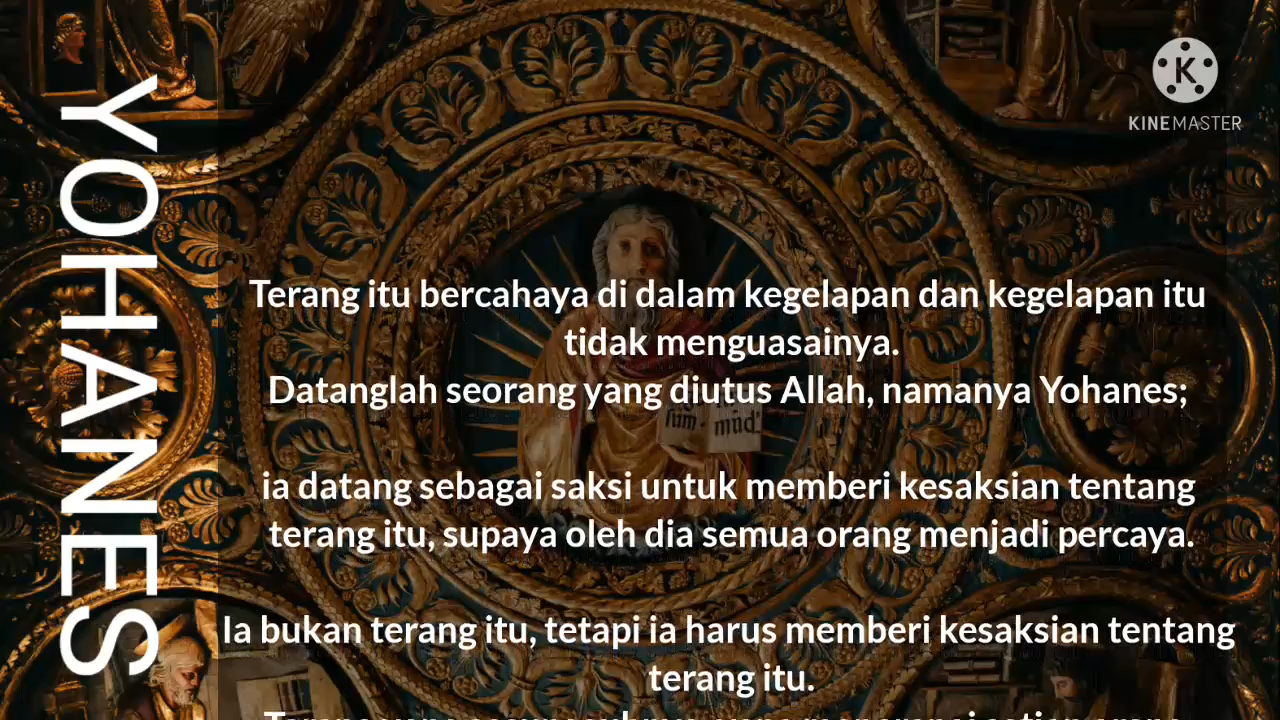 YOHANES
KINEMASTER
Terang itu bercahaya di dalam kegelapan dan kegelapan itu
tidak menguasainya.
Datanglah seorang yang diutus Allah, namanya Yohanes;
ia datang sebagai saksi untuk memberi kesaksian tentang
terang itu, supaya oleh dia semua orang menjadi percaya.
Ia bukan terang itu, tetapi ia harus memberi kesaksian tentang
terang itu.